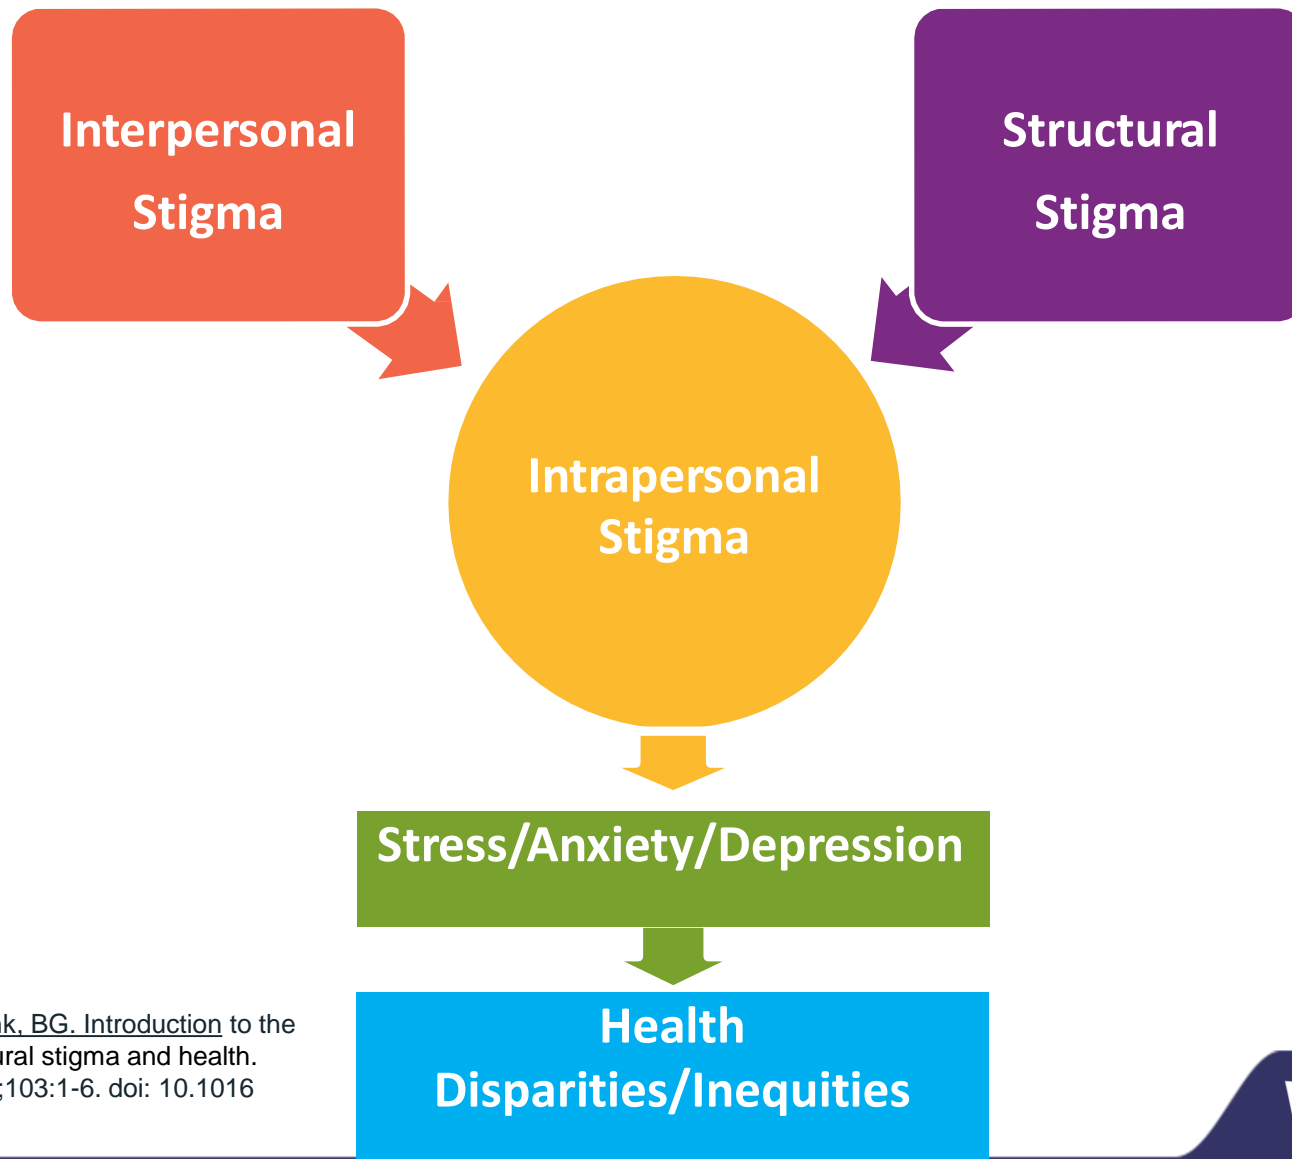 Interpersonal
Stigma
Structural
Stigma
Intrapersonal
Stigma
Stress/Anxiety/Depression
Health
Disparities/Inequities
BG. Introduction to the
stigma and health.
;103:1-6. doi: 10.1016